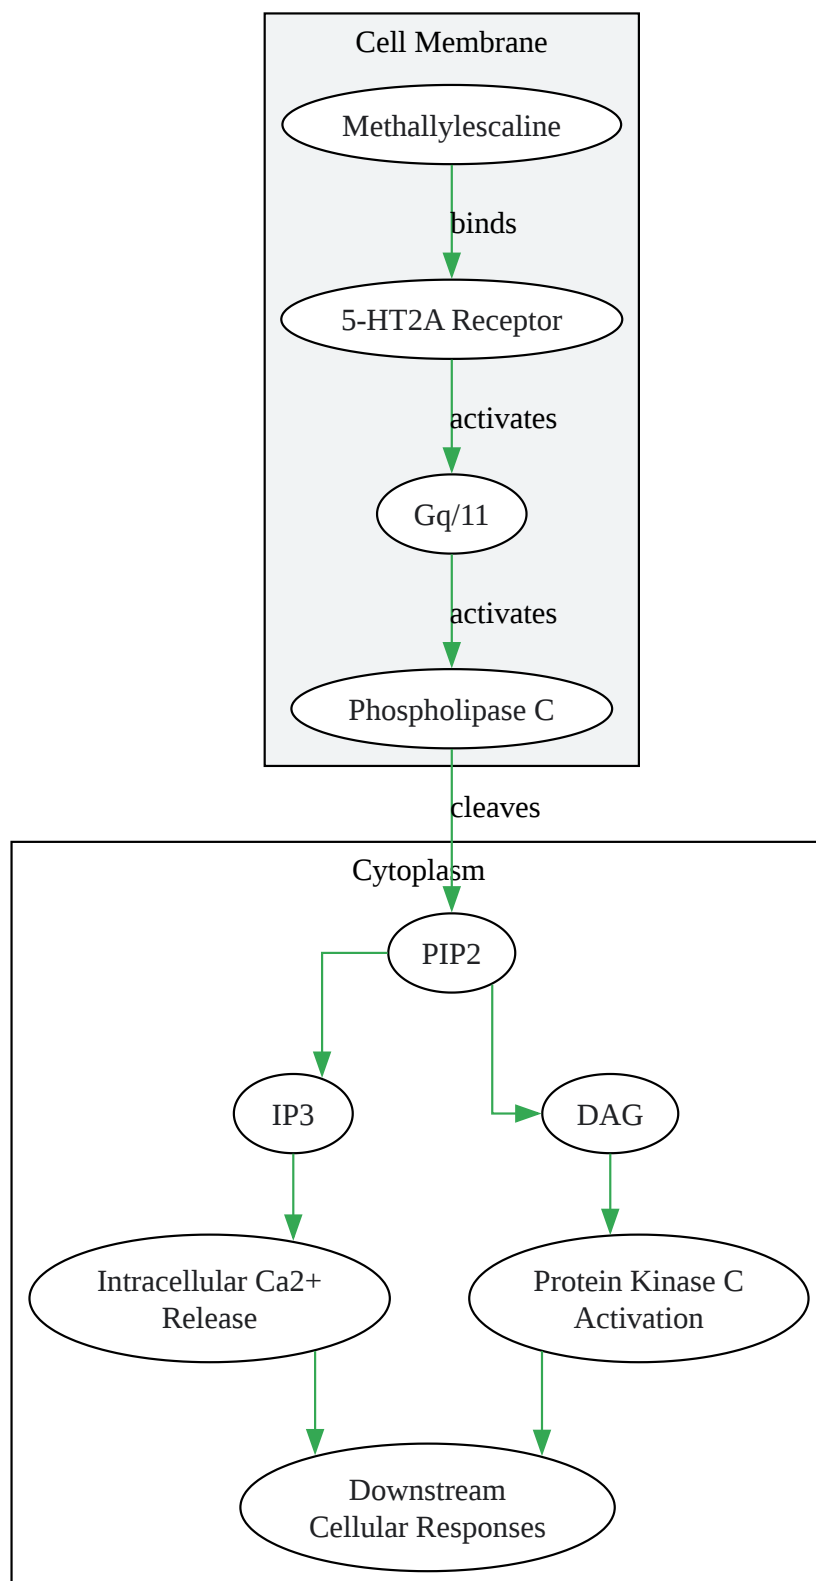 Cell Membrane
Methallylescaline
binds
5-HT2A Receptor
activates
Gq/11
activates
Phospholipase C
cleaves
Cytoplasm
PIP2
IP3
DAG
Intracellular Ca2+
Release
Protein Kinase C
Activation
Downstream
Cellular Responses